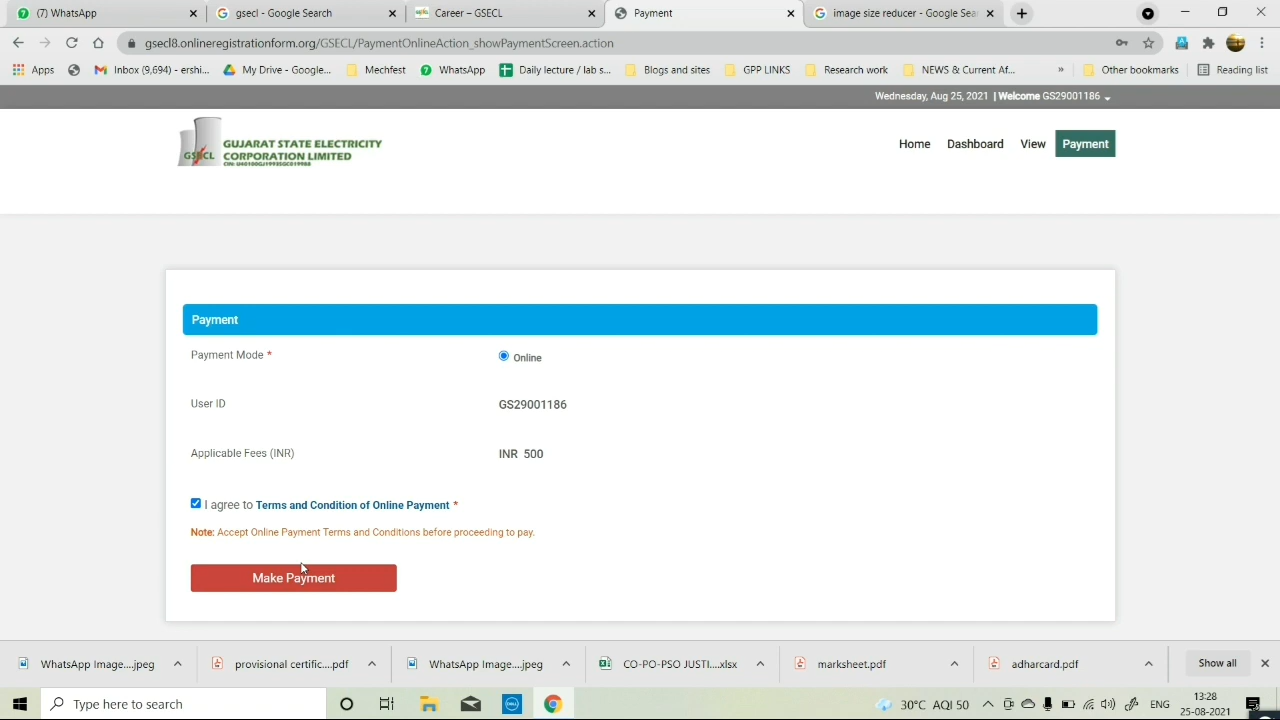 (7) WhatsApp
gsecl - Google Search
Career – GSECL
Payment
image size reducer - Google Sea
gsecl8.onlineregistrationform.org/GSECL/PaymentOnlineAction_showPaymentScreen.action
Apps
Inbox (9,694) - ershi...
My Drive - Google...
Mechfest
WhatsApp
Daily lecture / lab s...
Blogs and sites
GPP LINKS
Research work
NEWS & Current Af...
»
Other bookmarks
Reading list
Wednesday, Aug 25, 2021 | Welcome GS29001186
GSECL
GUJARAT STATE ELECTRICITY
CORPORATION LIMITED
Home
Dashboard
View
Payment
Payment
Payment Mode *
Online
User ID
GS29001186
Applicable Fees (INR)
INR 500
I agree to Terms and Condition of Online Payment *
Note: Accept Online Payment Terms and Conditions before proceeding to pay.
Make Payment
WhatsApp Image....jpeg
provisional certific....pdf
WhatsApp Image....jpeg
CO-PO-PSO JUSTI....xlsx
marksheet.pdf
adharcard.pdf
Show all
Type here to search
DELL
30°C AQI 50
ENG
13:28
25-08-2021